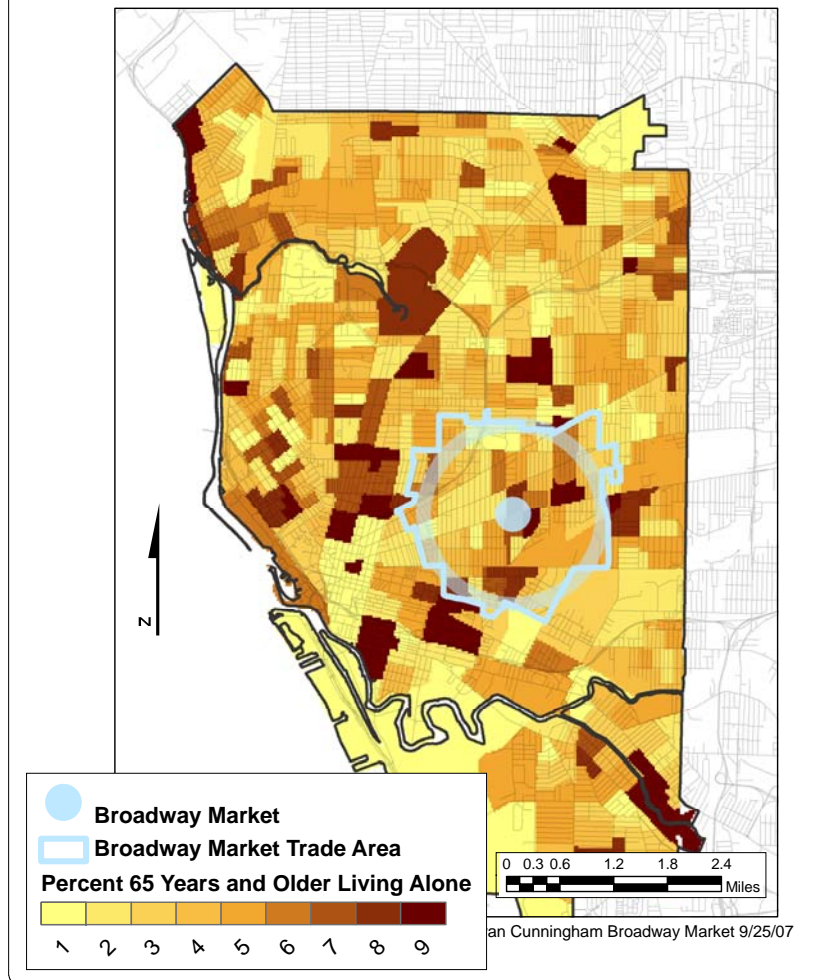 N
Broadway Market
Broadway Market Trade Area
Percent 65 Years and Older Living Alone
1 2 3 4 5 6 7 8 9
0 0.3 0.6 1.2 1.8 2.4
Miles
Cunningham Broadway Market 9/25/07